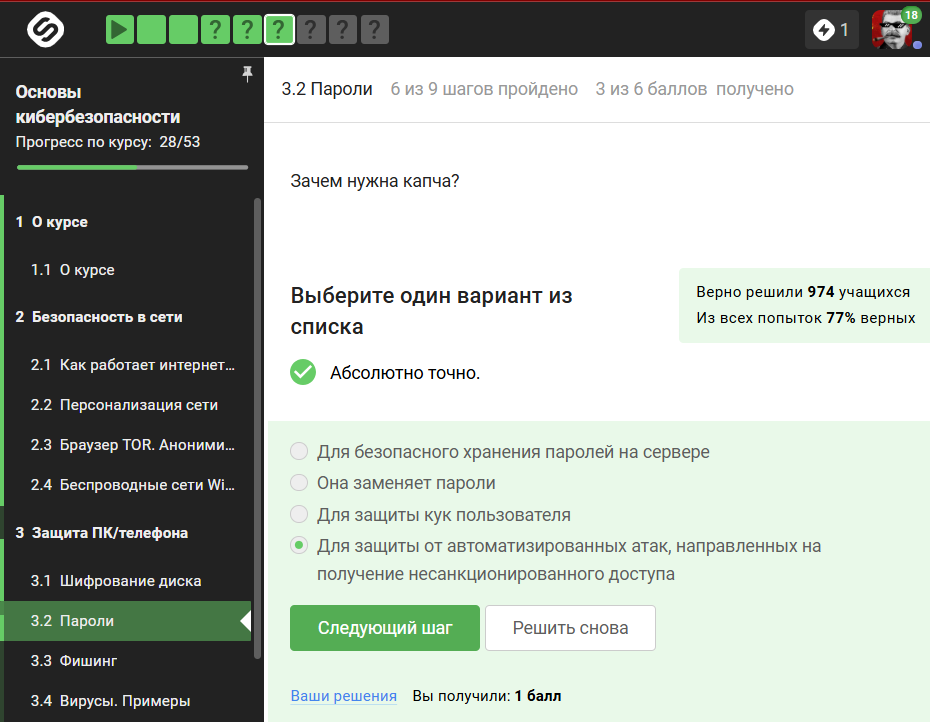 ? ? ? ? ? ?
1
18
Основы
кибербезопасности
Прогресс по курсу: 28/53
1 О курсе
1.1 О курсе
2 Безопасность в сети
2.1 Как работает интернет…
2.2 Персонализация сети
2.3 Браузер TOR. Аноними…
2.4 Беспроводные сети Wi…
3 Защита ПК/телефона
3.1 Шифрование диска
3.2 Пароли
3.3 Фишинг
3.4 Вирусы. Примеры
3.2 Пароли 6 из 9 шагов пройдено 3 из 6 баллов получено
Зачем нужна капча?
Выберите один вариант из
списка
Верно решили 974 учащихся
Из всех попыток 77% верных
Абсолютно точно.
Для безопасного хранения паролей на сервере
Она заменяет пароли
Для защиты кук пользователя
Для защиты от автоматизированных атак, направленных на
получение несанкционированного доступа
Следующий шаг Решить снова
Ваши решения Вы получили: 1 балл